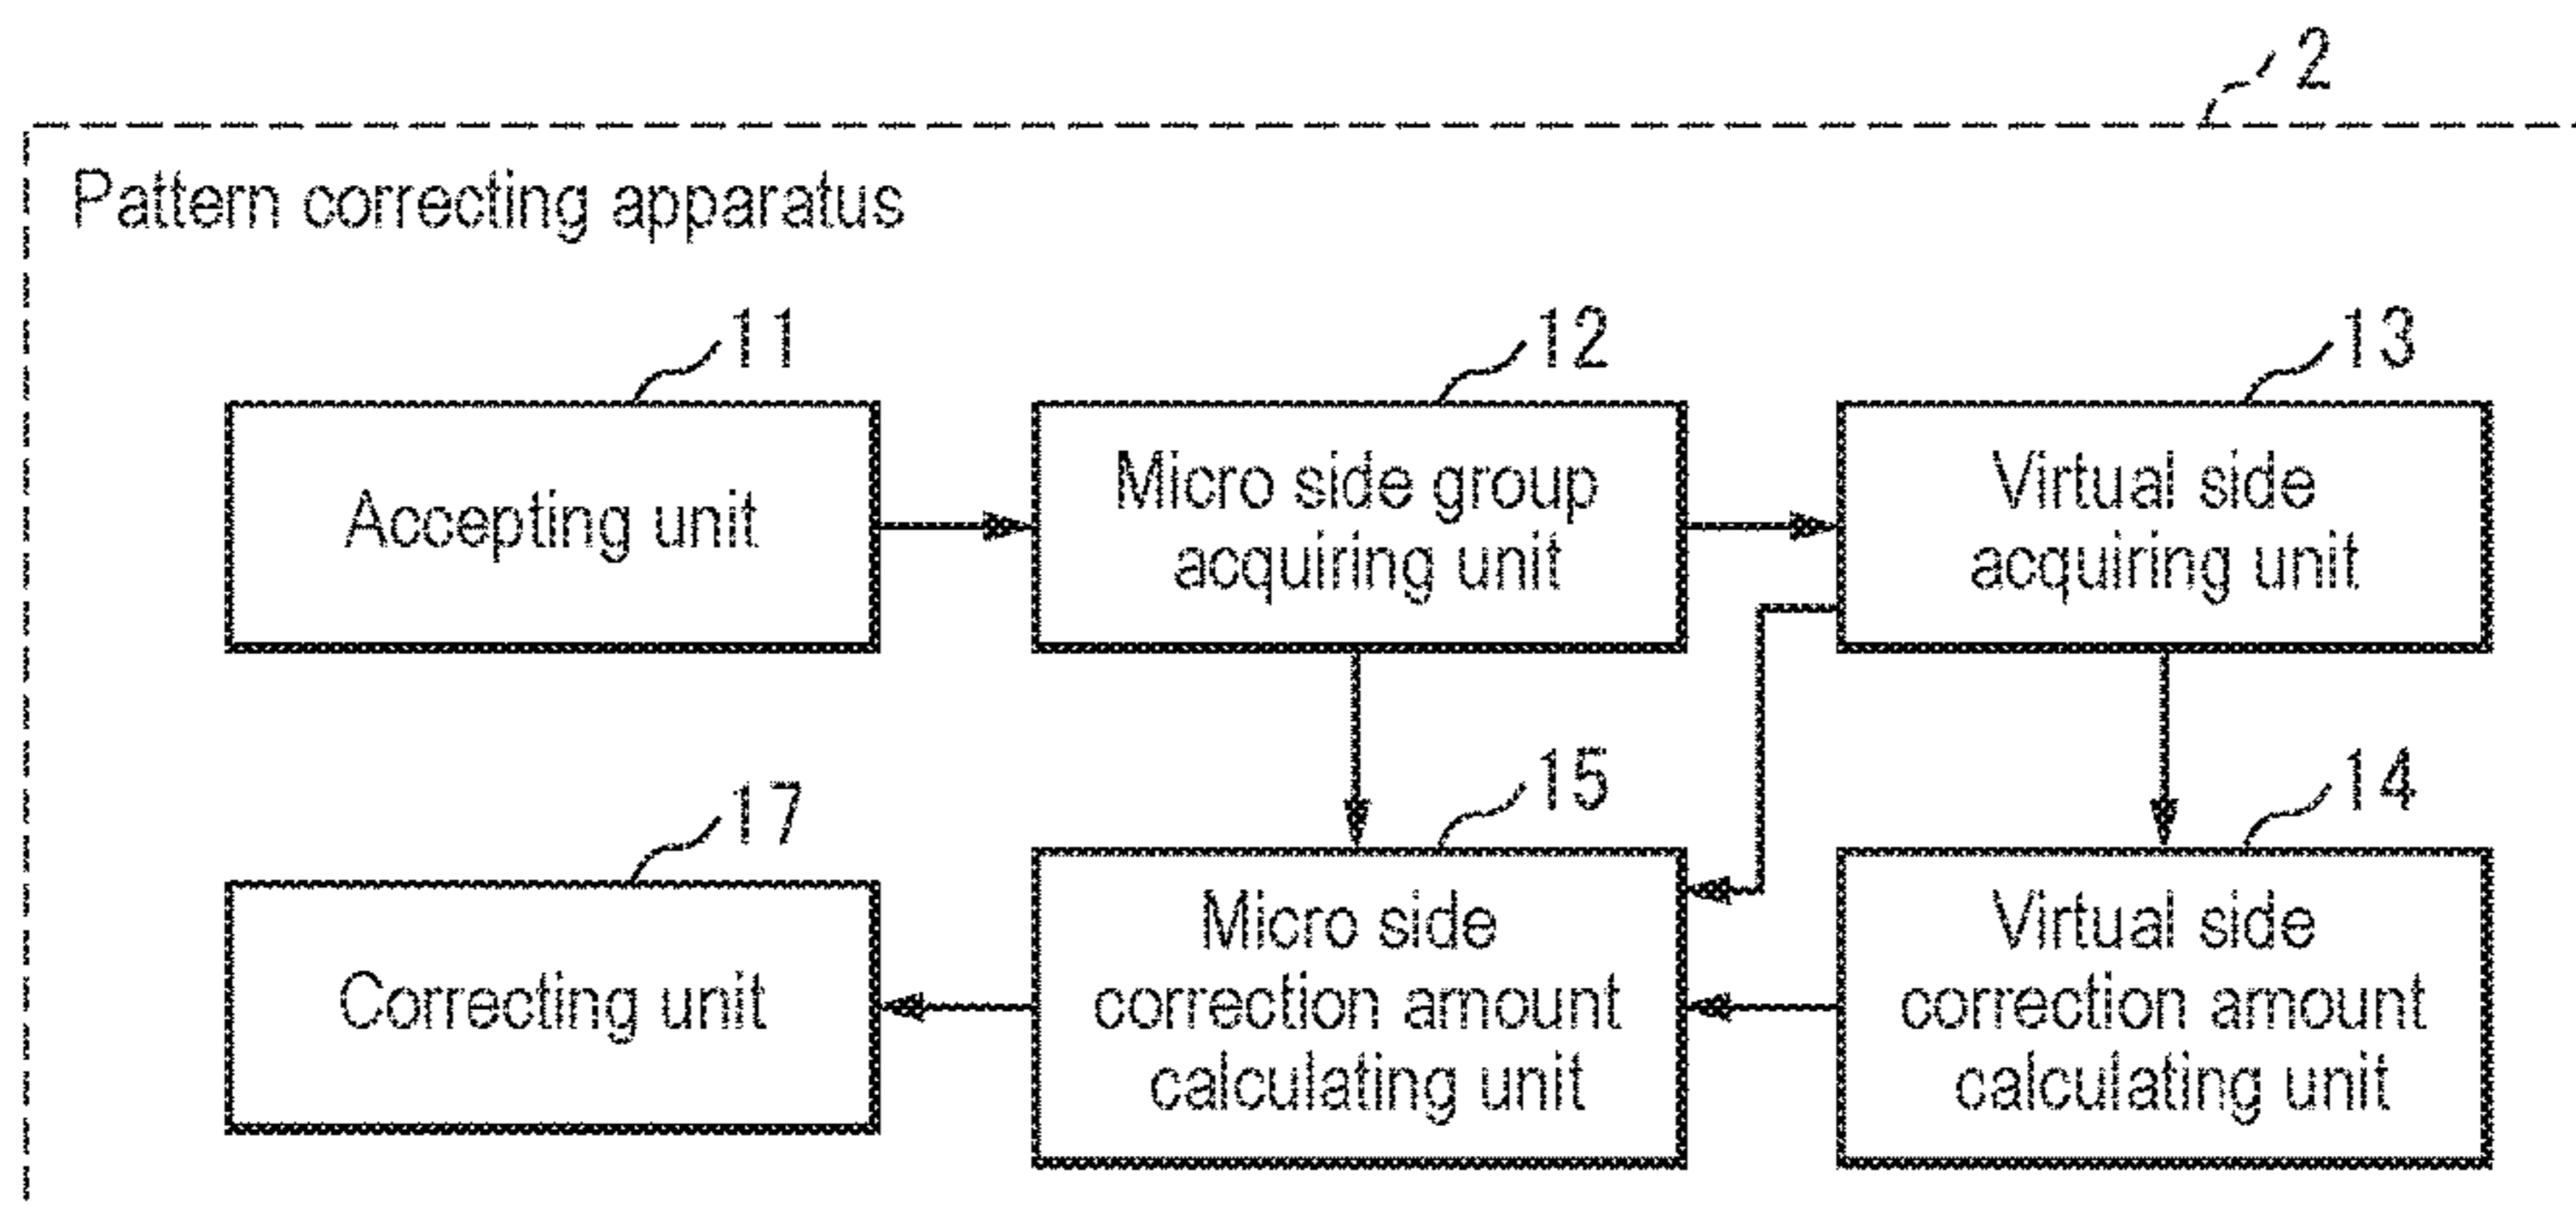 2
Pattern correcting apparatus
11
12
13
Accepting unit
Micro side group
acquiring unit
Virtual side
acquiring unit
17
15
14
Correcting unit
Micro side
correction amount
calculating unit
Virtual side
correction amount
calculating unit